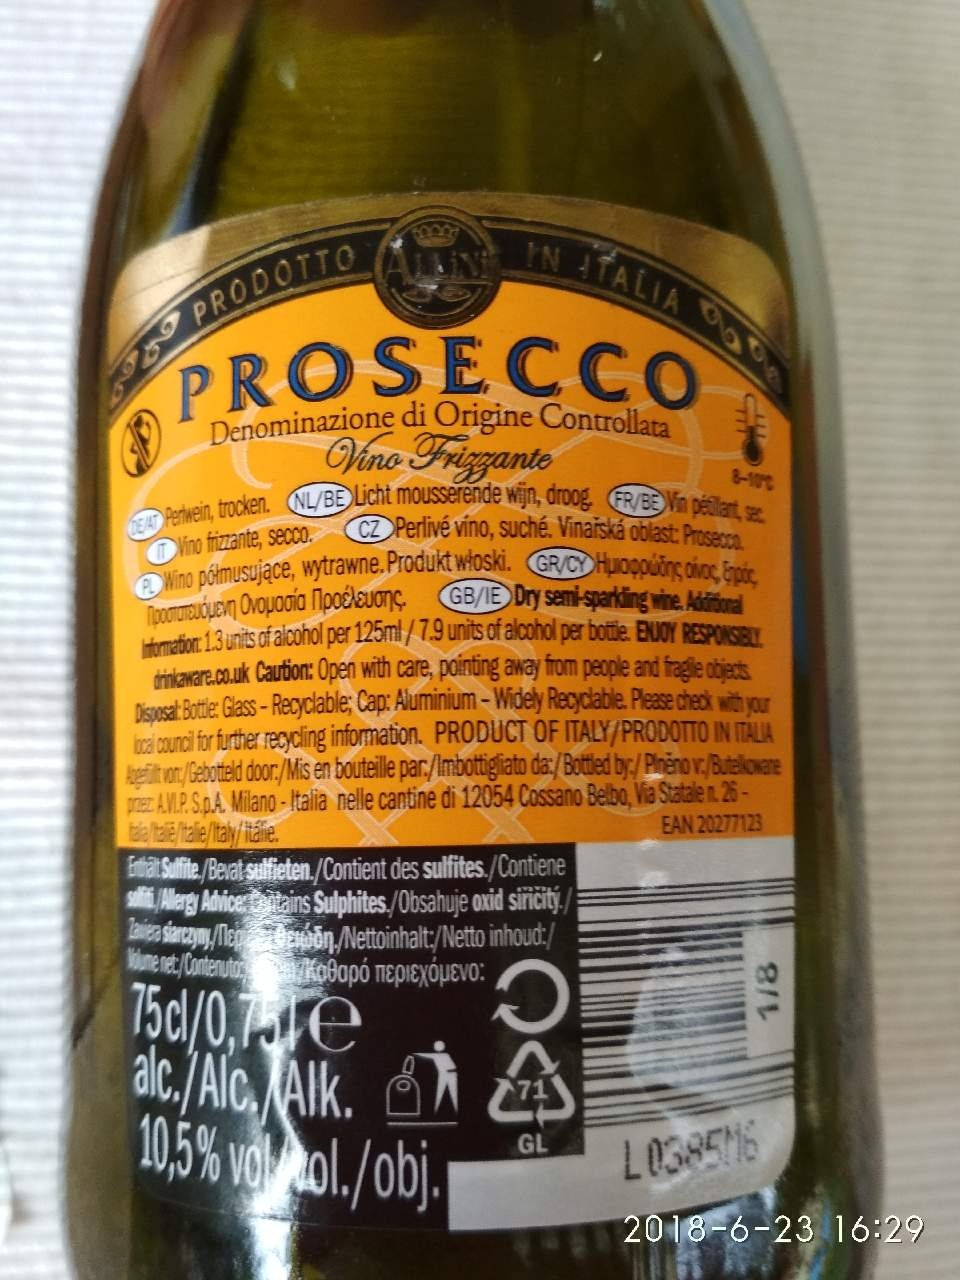 PRODOTTO ALLINI IN ITALIA
PROSECCO
Denominazione di Origine Controllata
Vino Frizzante
8-10°C
DE/AT Perlwein, trocken. NL/BE Licht mousserende wijn, droog. FR/BE Vin pétillant, sec.
IT Vino frizzante, secco. CZ Perlivé víno, suché. Vinařská oblast: Prosecco.
PL Wino półmusujące, wytrawne. Produkt włoski. GR/CY Ημιαφρώδης οίνος, ξηρός,
Προστατευόμενη Ονομασία Προέλευσης. GB/IE Dry semi-sparkling wine. Additional
Information: 1.3 units of alcohol per 125ml / 7.9 units of alcohol per bottle. ENJOY RESPONSIBLY.
drinkaware.co.uk Caution: Open with care, pointing away from people and fragile objects.
Disposal: Bottle: Glass – Recyclable; Cap: Aluminium – Widely Recyclable. Please check with your
local council for further recycling information. PRODUCT OF ITALY/PRODOTTO IN ITALIA
Abgefüllt von:/Gebotteld door:/Mis en bouteille par:/Imbottigliato da:/Bottled by:/ Plněno v:/Butelkowane
przez: A.V.I.P. S.p.A. Milano - Italia nelle cantine di 12054 Cossano Belbo, Via Statale n. 26 -
Italia/Italië/Italie/Italy/Itálie.
EAN 20277123
Enthält Sulfite./Bevat sulfieten./Contient des sulfites./Contiene
solfiti./Allergy Advice: Contains Sulphites./Obsahuje oxid siřičitý./
Zawiera siarczyny./ θειώδη./Nettoinhalt:/Netto inhoud:/
Volume net:/Contenuto: /Καθαρό περιεχόμενο:
75cl/0,75 l e
alc./Alc./Alk.
10,5% vol/vol./obj.
71
GL
1/8
L0385M6
2018-6-23 16:29